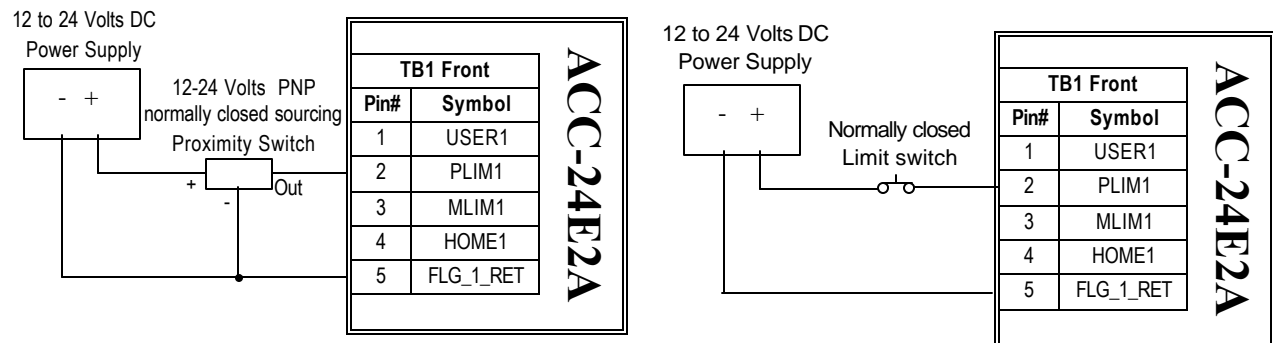 12 to 24 Volts DC
Power Supply
- +
12-24 Volts PNP
normally closed sourcing
Proximity Switch
+
Out
-
TB1 Front
Pin# Symbol
1 USER1
2 PLIM1
3 MLIM1
4 HOME1
5 FLG_1_RET
ACC-24E2A
12 to 24 Volts DC
Power Supply
- +
Normally closed
Limit switch
TB1 Front
Pin# Symbol
1 USER1
2 PLIM1
3 MLIM1
4 HOME1
5 FLG_1_RET
ACC-24E2A